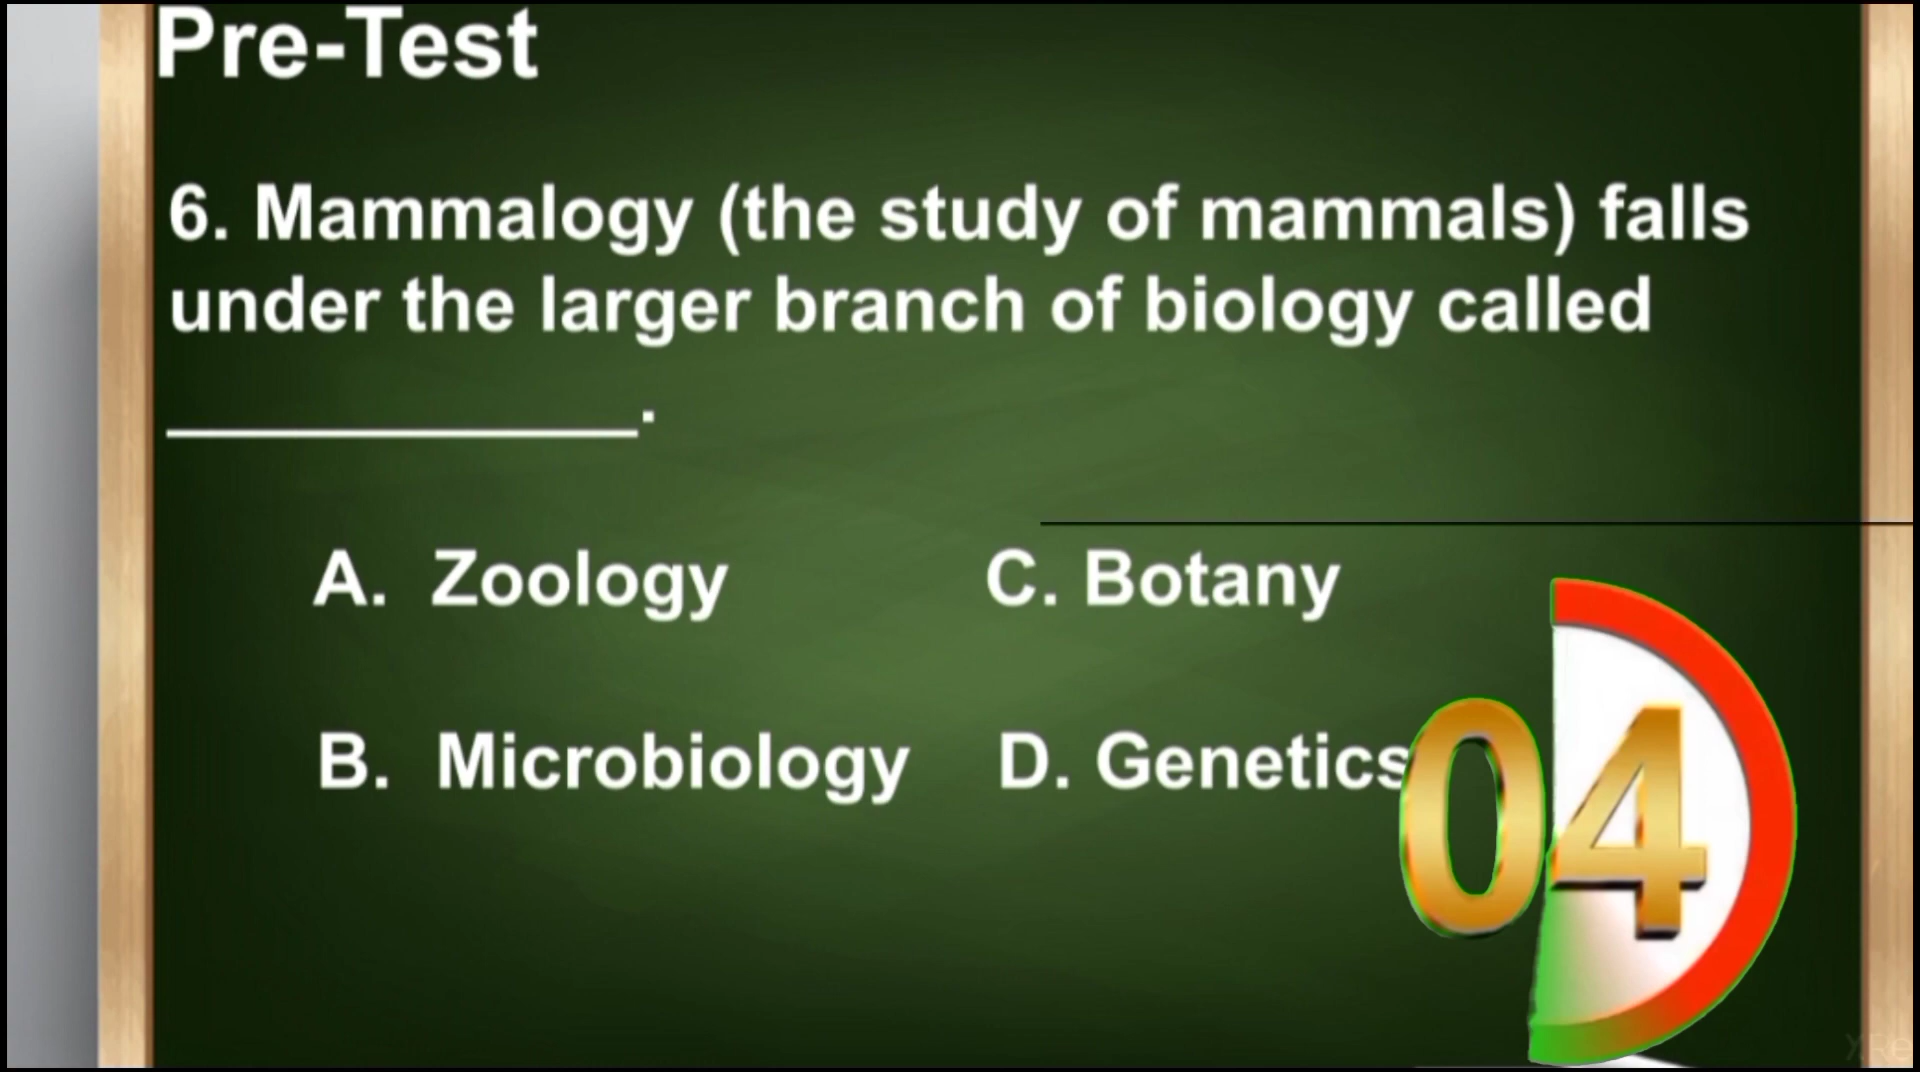 Pre-Test
6. Mammalogy (the study of mammals) falls
under the larger branch of biology called
____________.
A. Zoology C. Botany
B. Microbiology D. Genetics
04